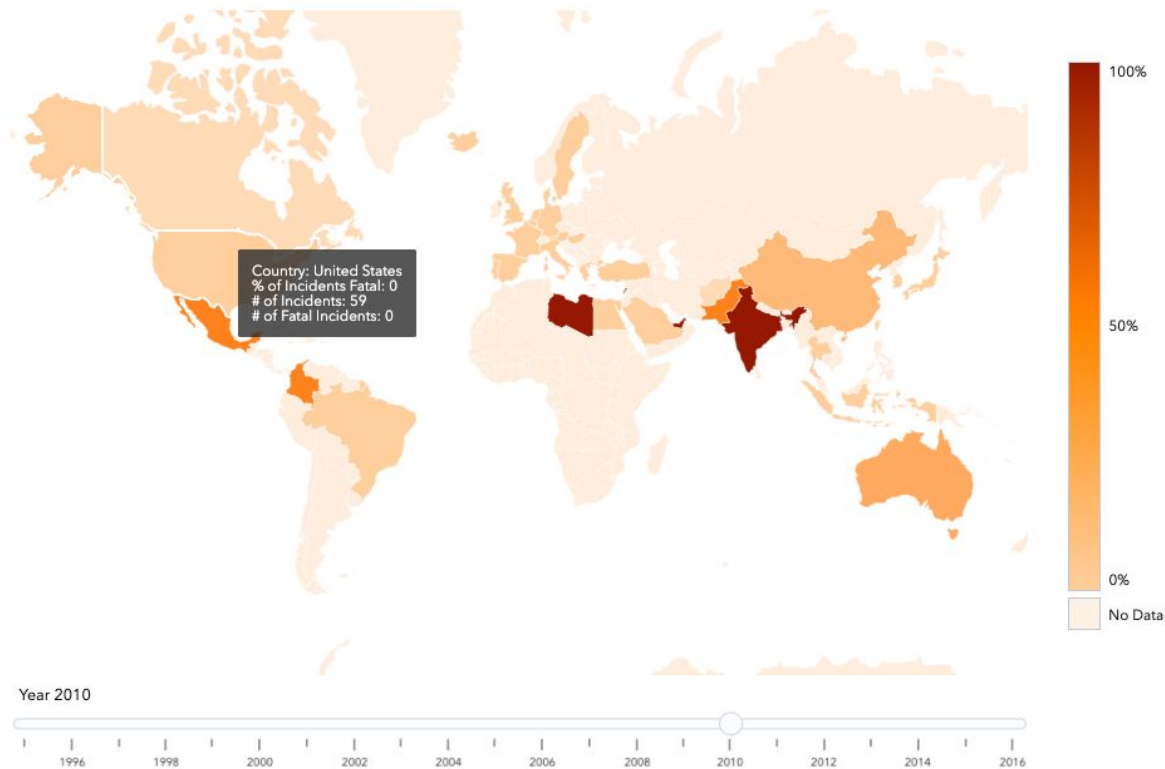 100%
Country: United States
% of Incidents Fatal: 0
# of Incidents: 59
# of Fatal Incidents: 0
50%
0%
No Data
Year 2010
1996 1998 2000 2002 2004 2006 2008 2010 2012 2014 2016